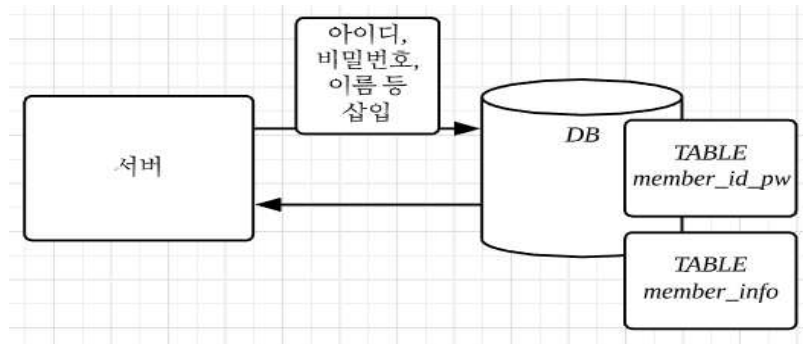 아이디,
비밀번호,
이름 등
삽입
서버
DB
TABLE
member_id_pw
TABLE
member_info